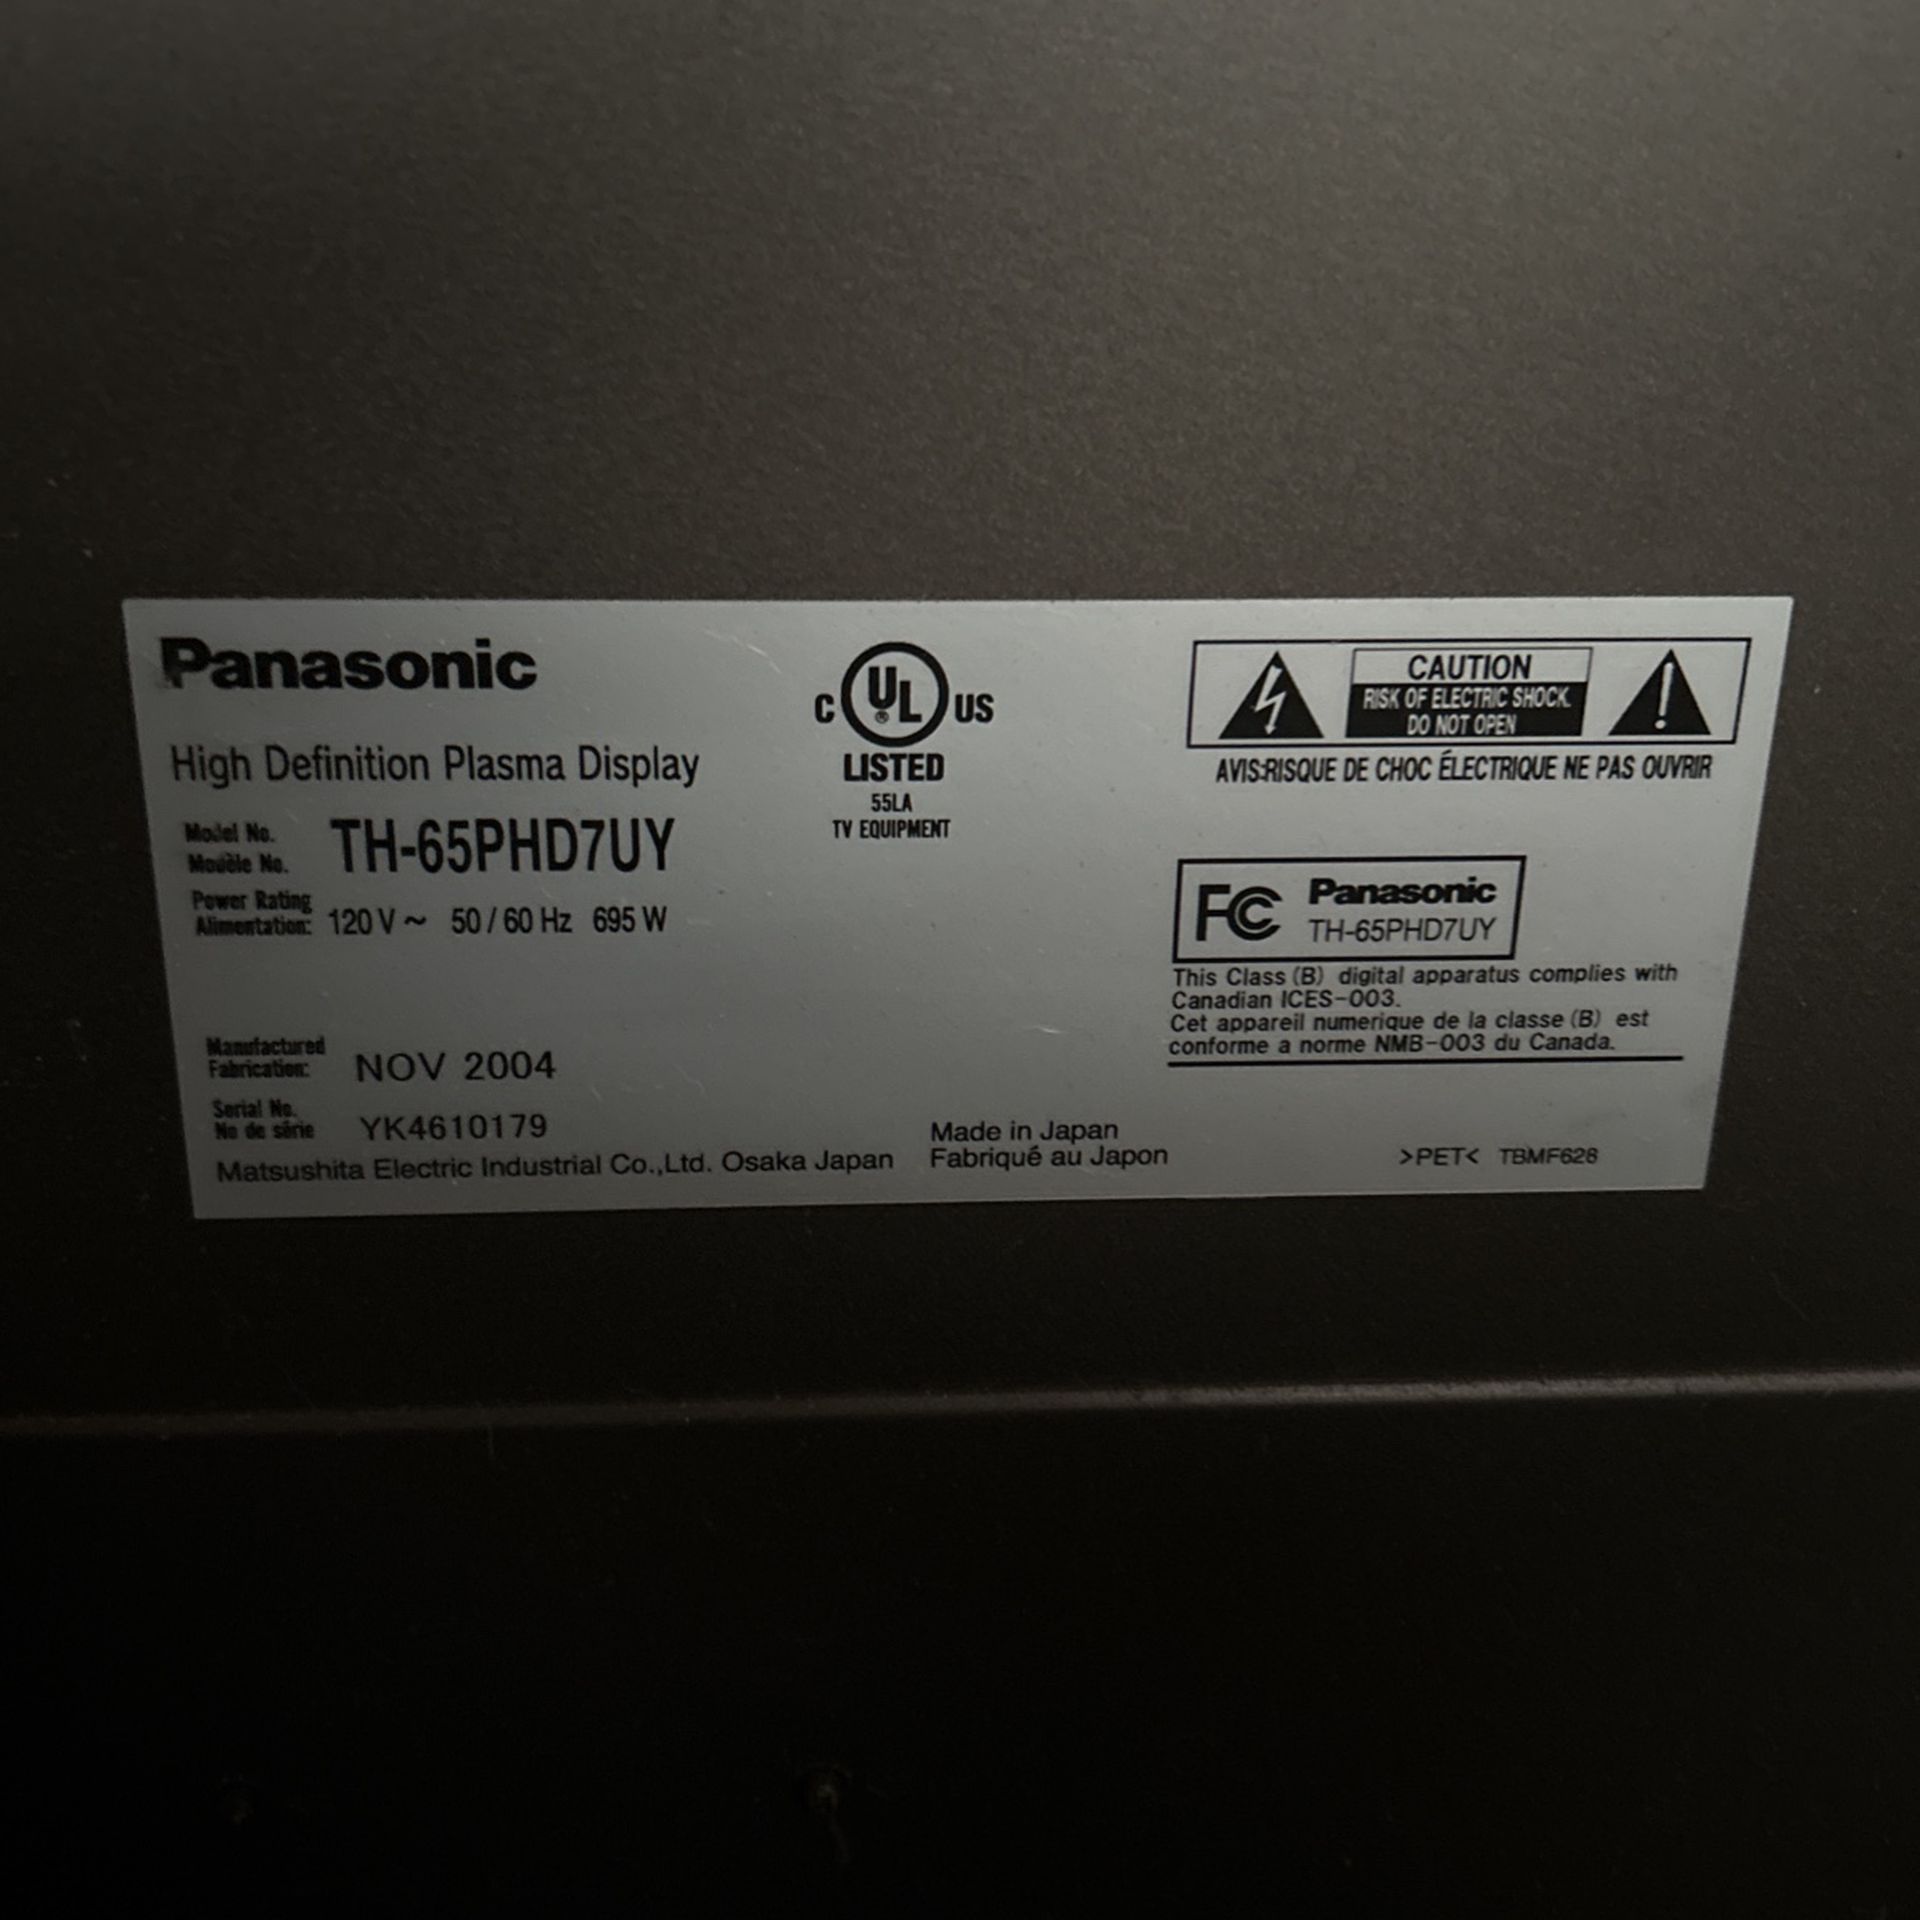 Panasonic
High Definition Plasma Display
Model No.
Modèle No.
TH-65PHD7UY
Power Rating
Alimentation:
120 V ~ 50 / 60 Hz 695 W
Manufactured
Fabrication:
NOV 2004
Serial No.
No de série
YK4610179
Matsushita Electric Industrial Co.,Ltd. Osaka Japan
C UL US
®
LISTED
55LA
TV EQUIPMENT
Made in Japan
Fabriqué au Japon
CAUTION
RISK OF ELECTRIC SHOCK.
DO NOT OPEN
AVIS:RISQUE DE CHOC ÉLECTRIQUE NE PAS OUVRIR
FC Panasonic
TH-65PHD7UY
This Class (B) digital apparatus complies with
Canadian ICES-003.
Cet appareil numerique de la classe (B) est
conforme a norme NMB-003 du Canada.
>PET< TBMF628